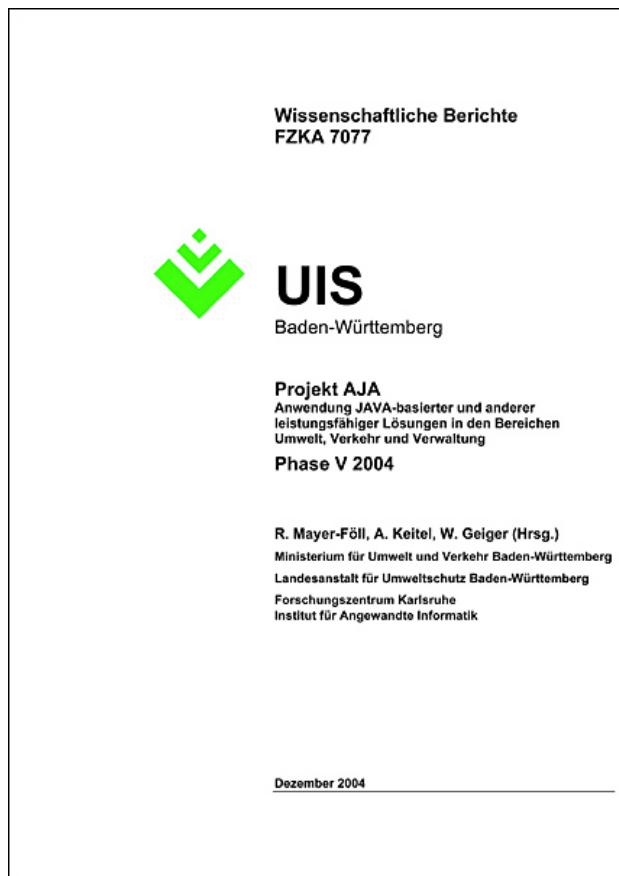 Wissenschaftliche Berichte
FZKA 7077
UIS
Baden-Württemberg
Projekt AJA
Anwendung JAVA-basierter und anderer
leistungsfähiger Lösungen in den Bereichen
Umwelt, Verkehr und Verwaltung
Phase V 2004
R. Mayer-Föll, A. Keitel, W. Geiger (Hrsg.)
Ministerium für Umwelt und Verkehr Baden-Württemberg
Landesanstalt für Umweltschutz Baden-Württemberg
Forschungszentrum Karlsruhe
Institut für Angewandte Informatik
Dezember 2004